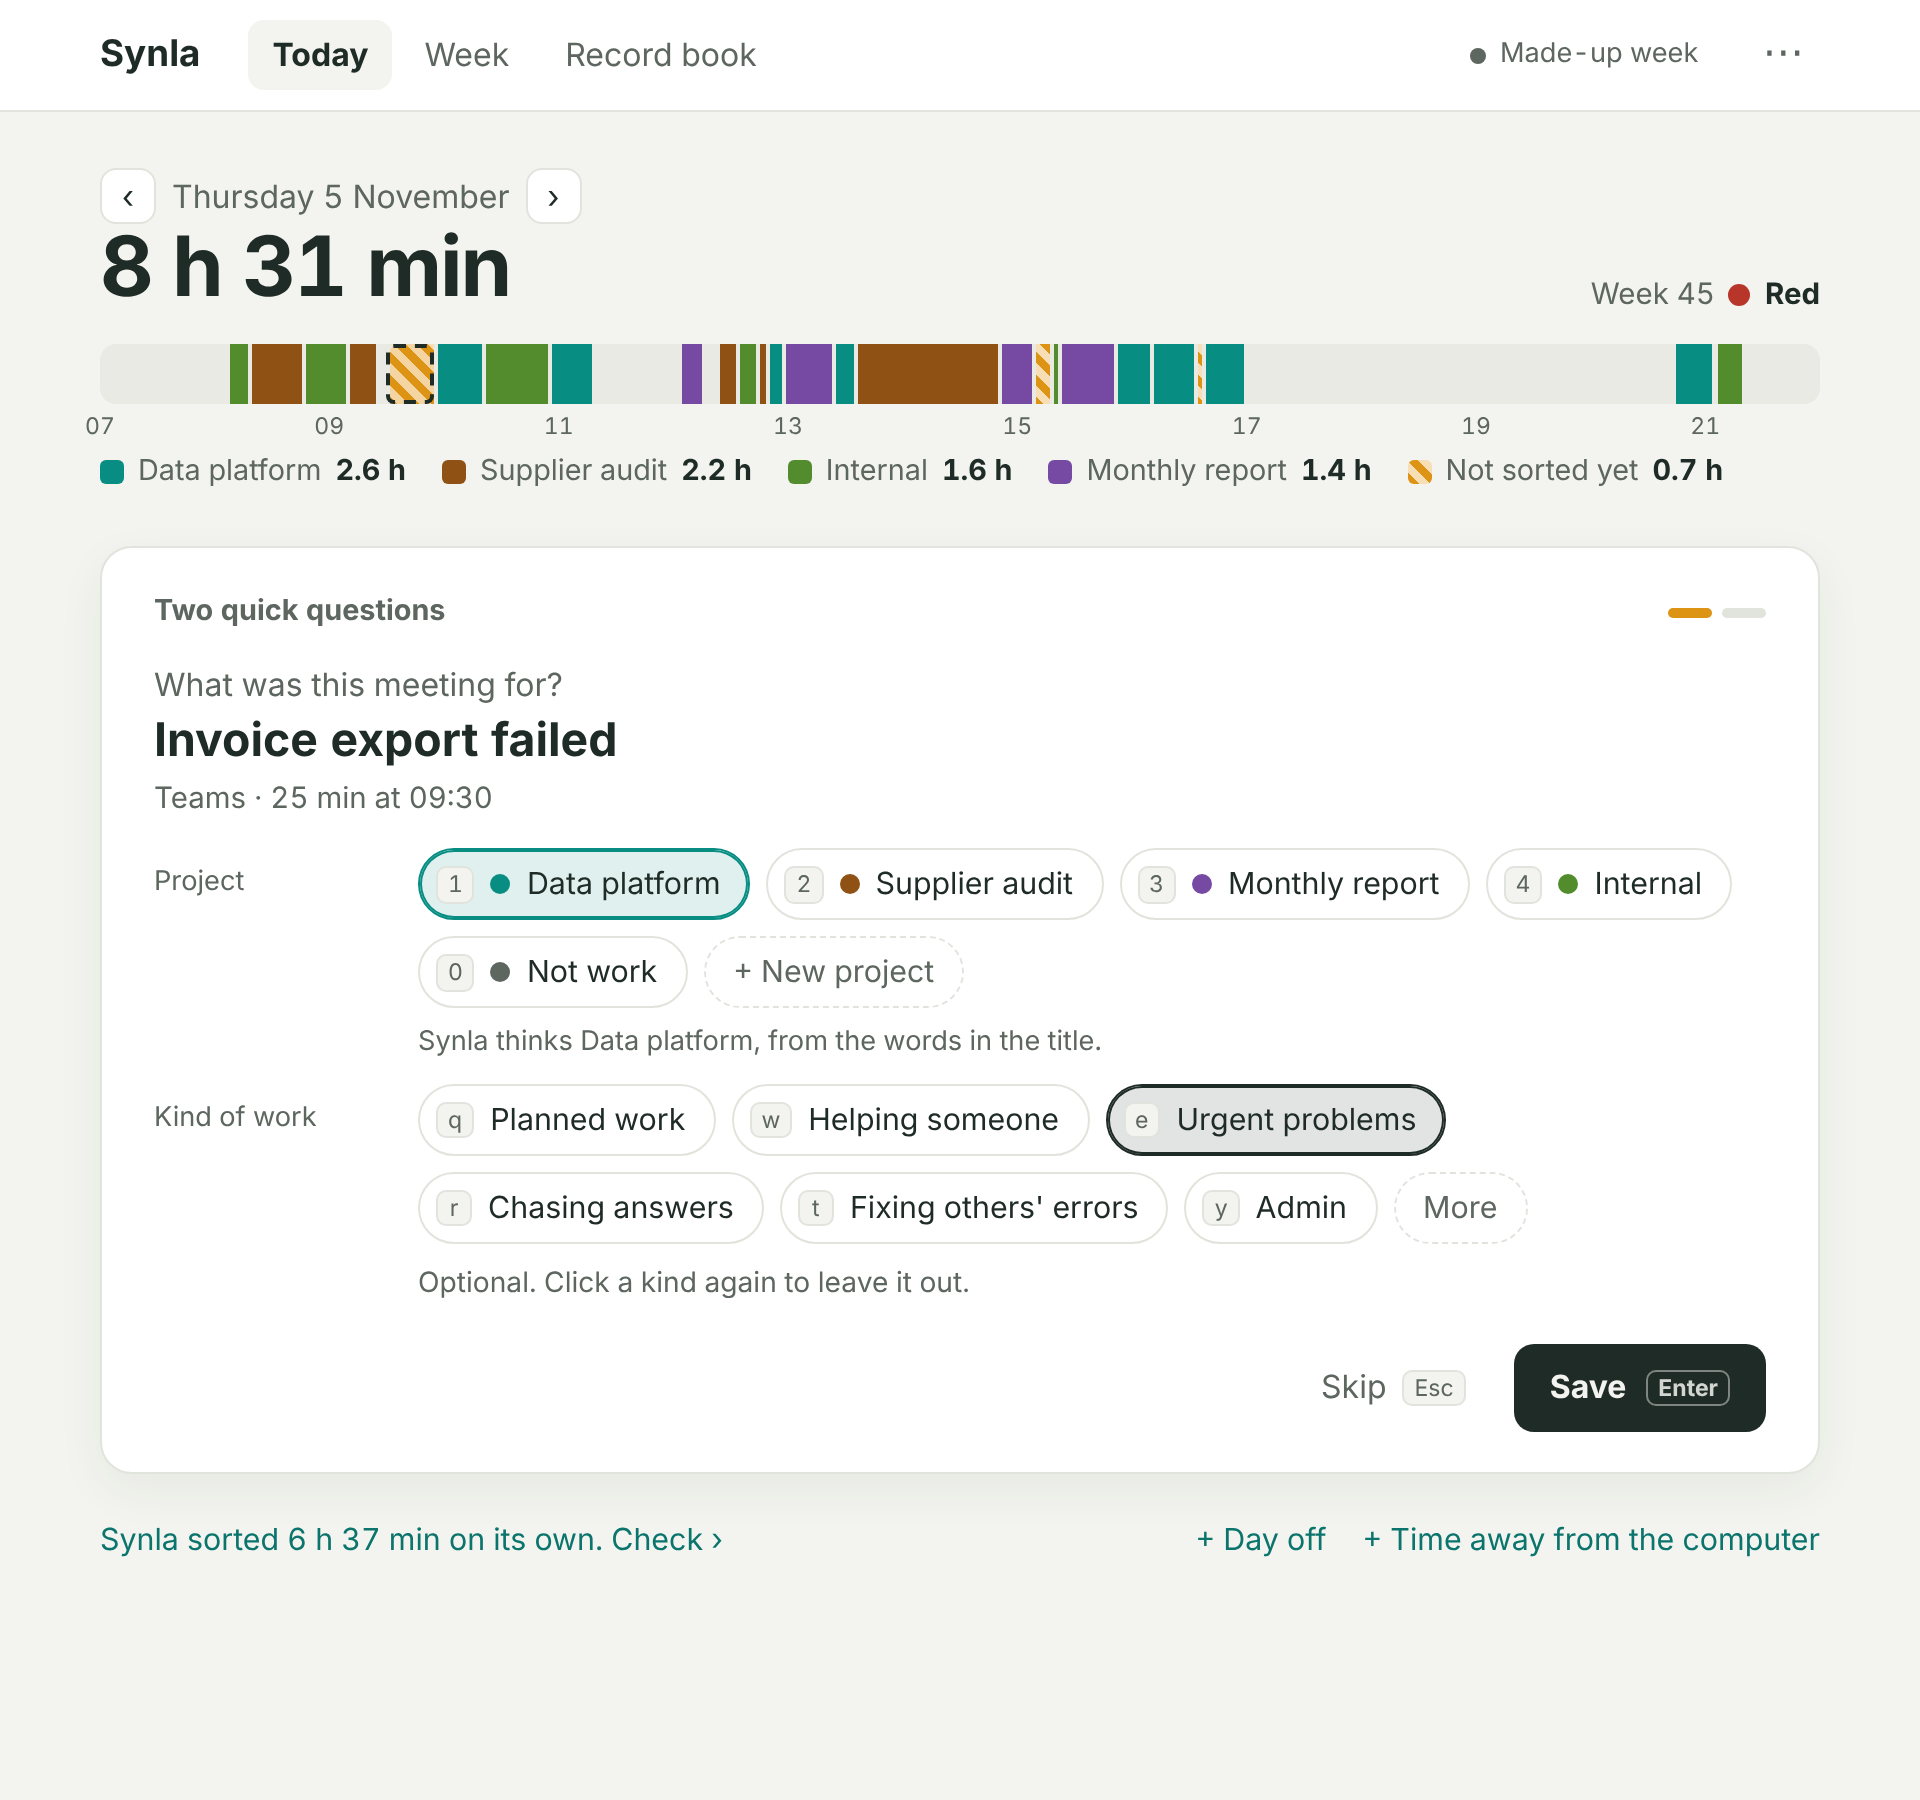 Synla Today Week Record book Made-up week ⋯
‹ Thursday 5 November ›
8 h 31 min
Week 45 Red
07 09 11 13 15 17 19 21
Data platform 2.6 h Supplier audit 2.2 h Internal 1.6 h Monthly report 1.4 h Not sorted yet 0.7 h
Two quick questions
What was this meeting for?
Invoice export failed
Teams · 25 min at 09:30
Project 1 Data platform 2 Supplier audit 3 Monthly report 4 Internal
0 Not work + New project
Synla thinks Data platform, from the words in the title.
Kind of work q Planned work w Helping someone e Urgent problems
r Chasing answers t Fixing others' errors y Admin More
Optional. Click a kind again to leave it out.
Skip Esc Save Enter
Synla sorted 6 h 37 min on its own. Check › + Day off + Time away from the computer